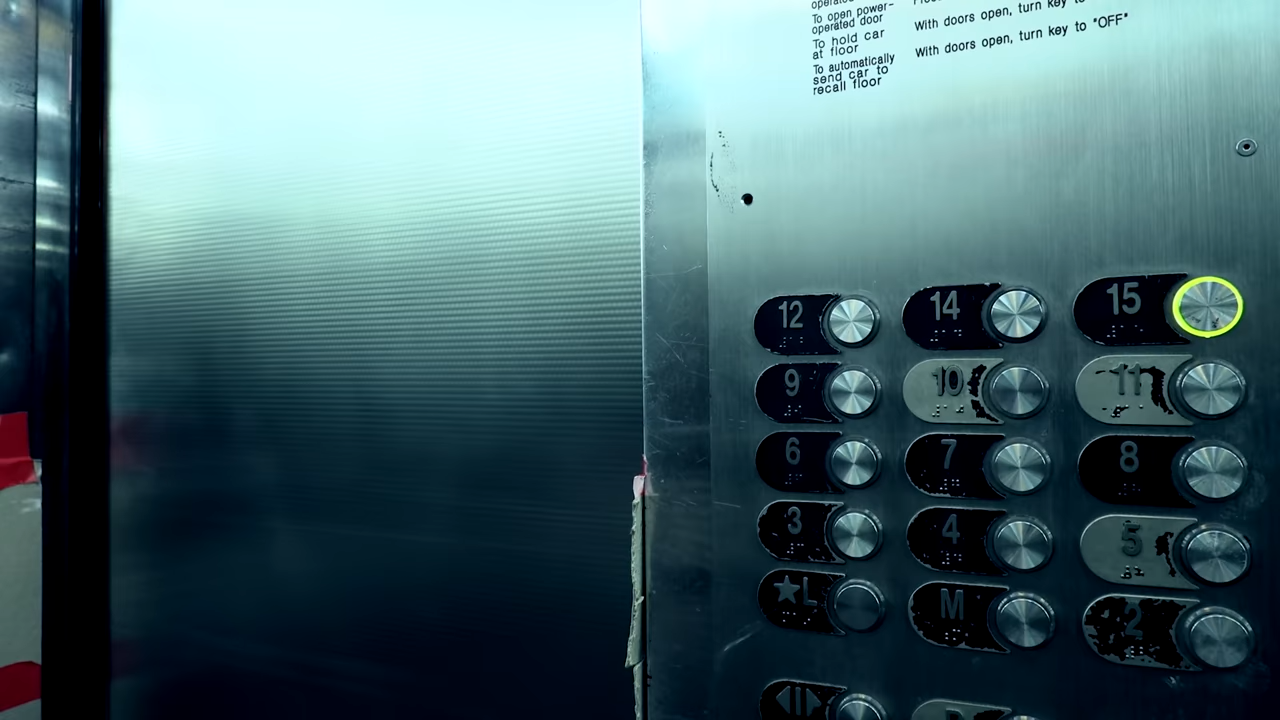 To open power-
operated door
To hold car
at floor
With doors open, turn key to
To automatically
send car to
recall floor
With doors open, turn key to "OFF"
12 14 15
9 10 11
6 7 8
3 4 5
★L M 2